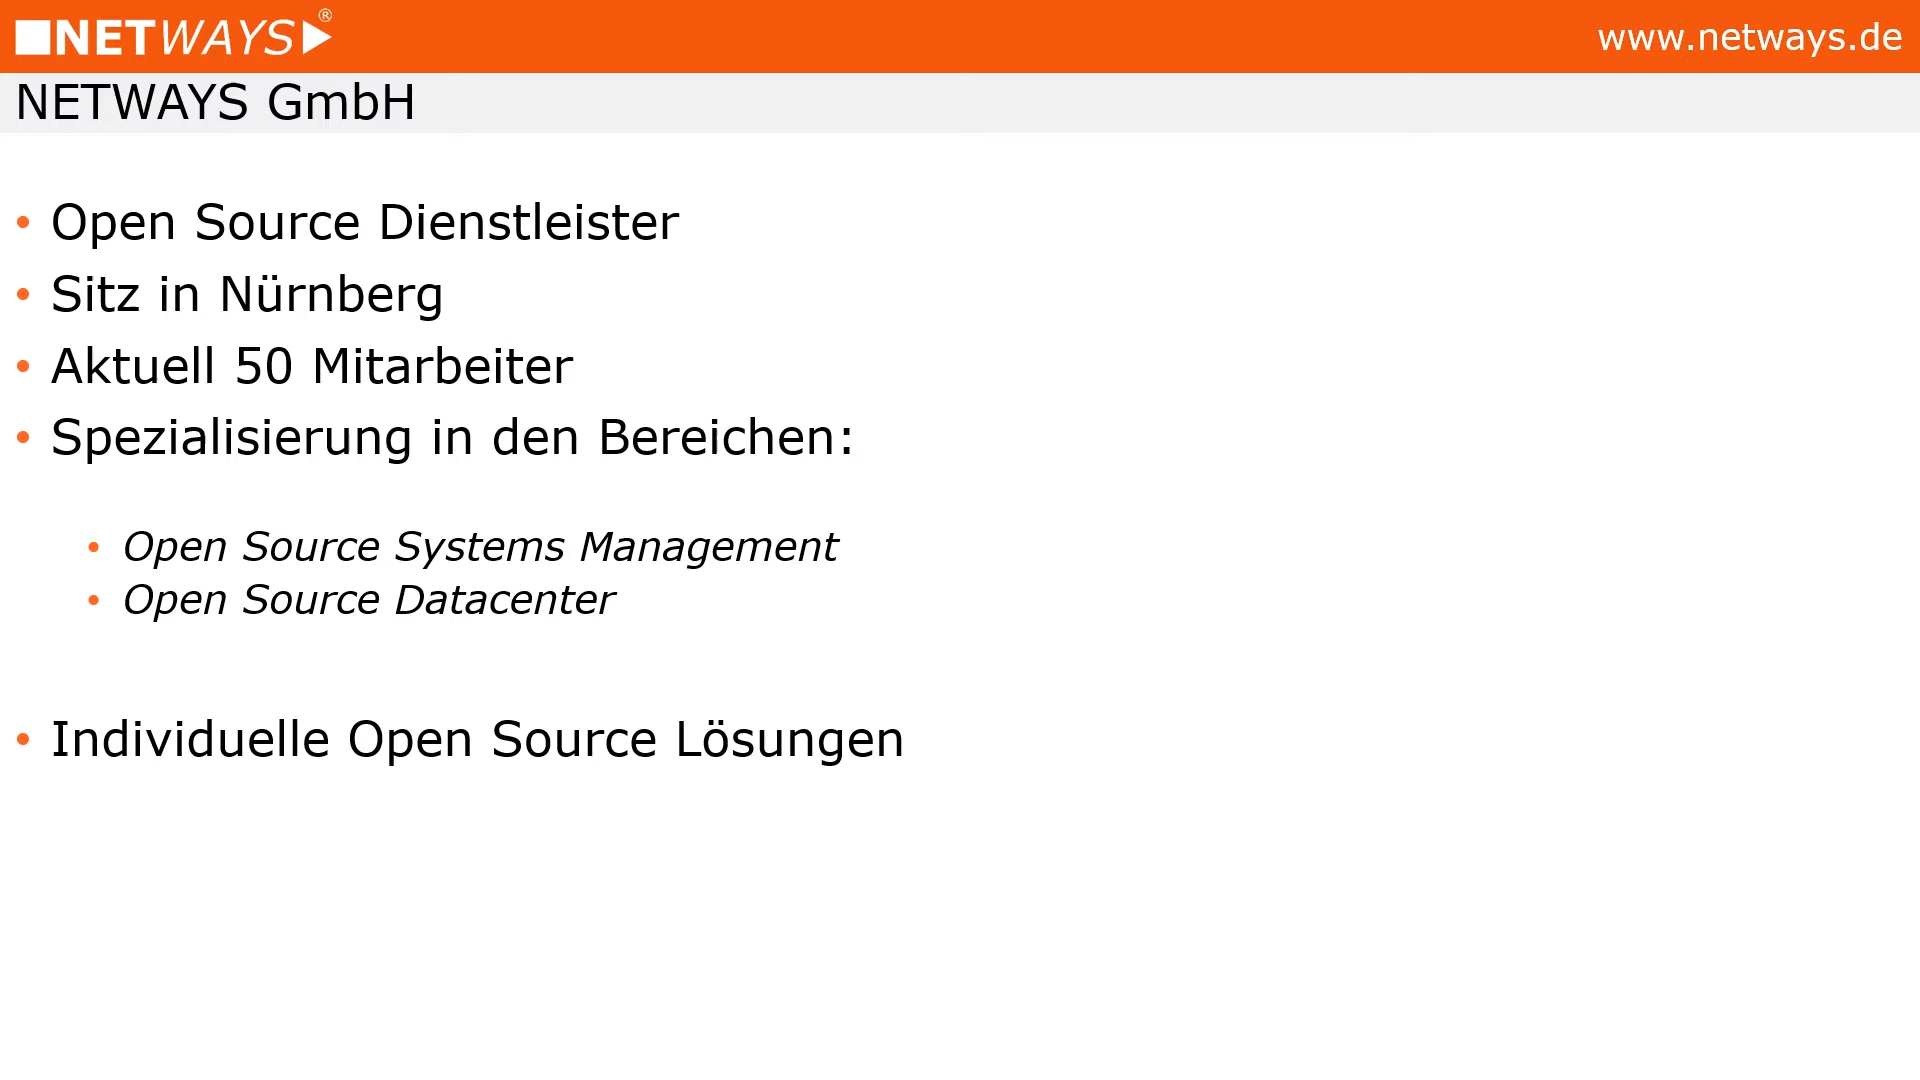 NETWAYS®
www.netways.de
NETWAYS GmbH
• Open Source Dienstleister
• Sitz in Nürnberg
• Aktuell 50 Mitarbeiter
• Spezialisierung in den Bereichen:
• Open Source Systems Management
• Open Source Datacenter
• Individuelle Open Source Lösungen